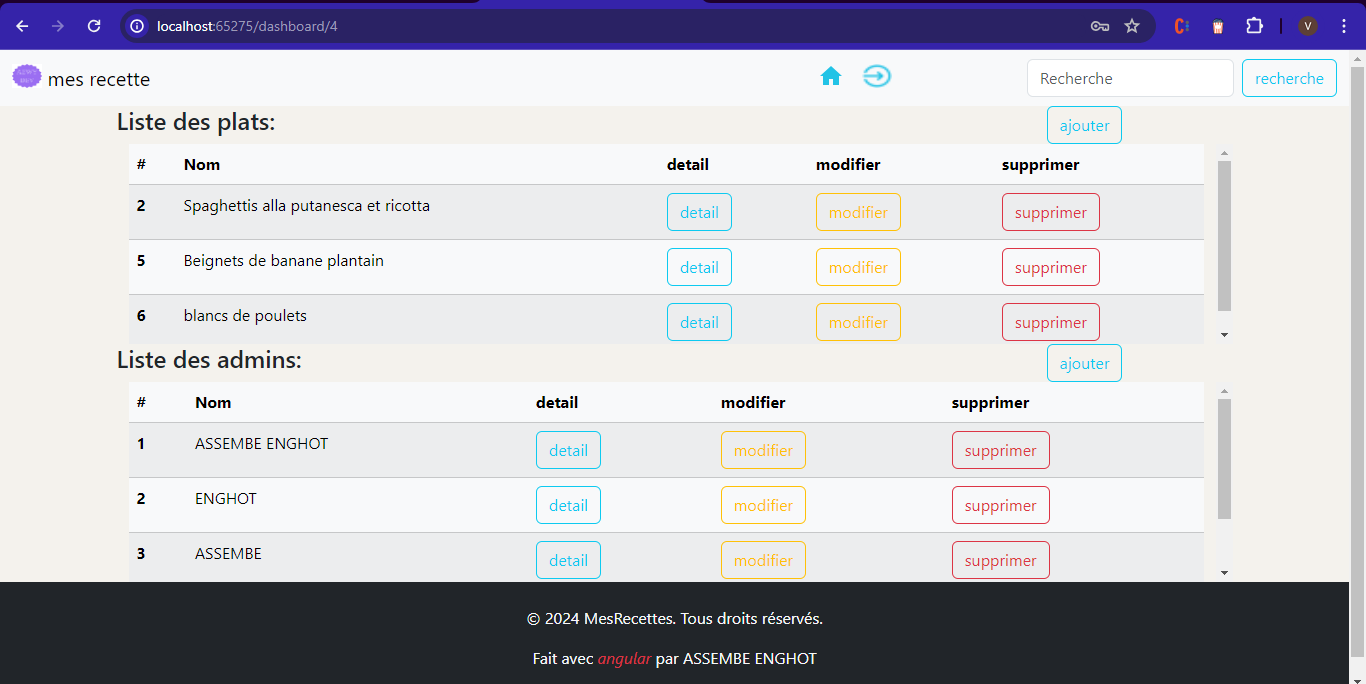 localhost:65275/dashboard/4
V
mes recette
Recherche
recherche
Liste des plats:
ajouter
# Nom detail modifier supprimer
2 Spaghettis alla putanesca et ricotta detail modifier supprimer
5 Beignets de banane plantain detail modifier supprimer
6 blancs de poulets detail modifier supprimer
Liste des admins:
ajouter
# Nom detail modifier supprimer
1 ASSEMBE ENGHOT detail modifier supprimer
2 ENGHOT detail modifier supprimer
3 ASSEMBE detail modifier supprimer
© 2024 MesRecettes. Tous droits réservés.
Fait avec angular par ASSEMBE ENGHOT